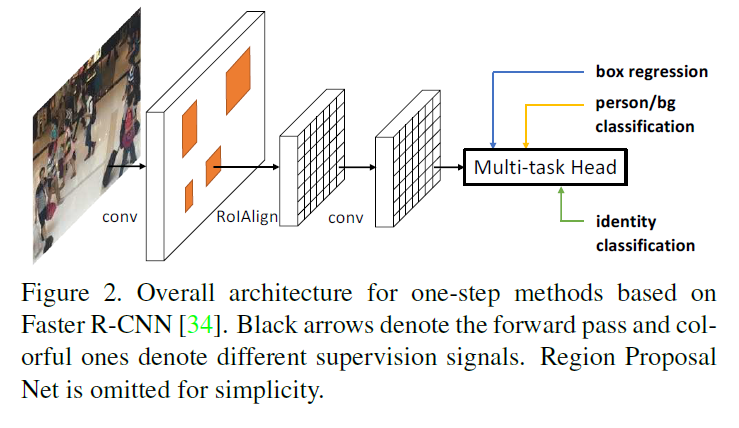 box regression
person/bg
classification
Multi-task Head
conv
RoIAlign
conv
identity
classification
Figure 2. Overall architecture for one-step methods based on
Faster R-CNN [34]. Black arrows denote the forward pass and col-
orful ones denote different supervision signals. Region Proposal
Net is omitted for simplicity.